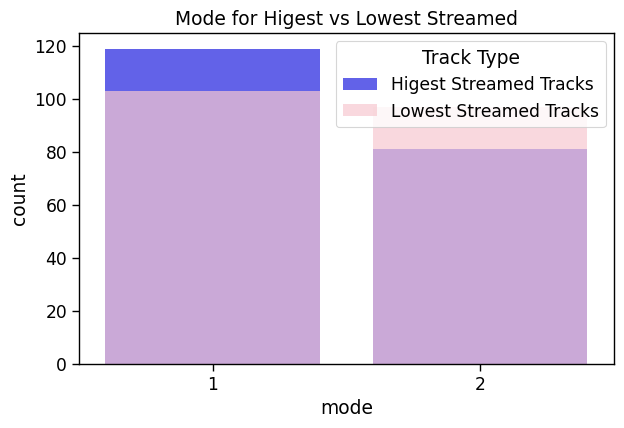 Mode for Higest vs Lowest Streamed
120
100
80
60
40
20
0
count
Track Type
Higest Streamed Tracks
Lowest Streamed Tracks
1
2
mode